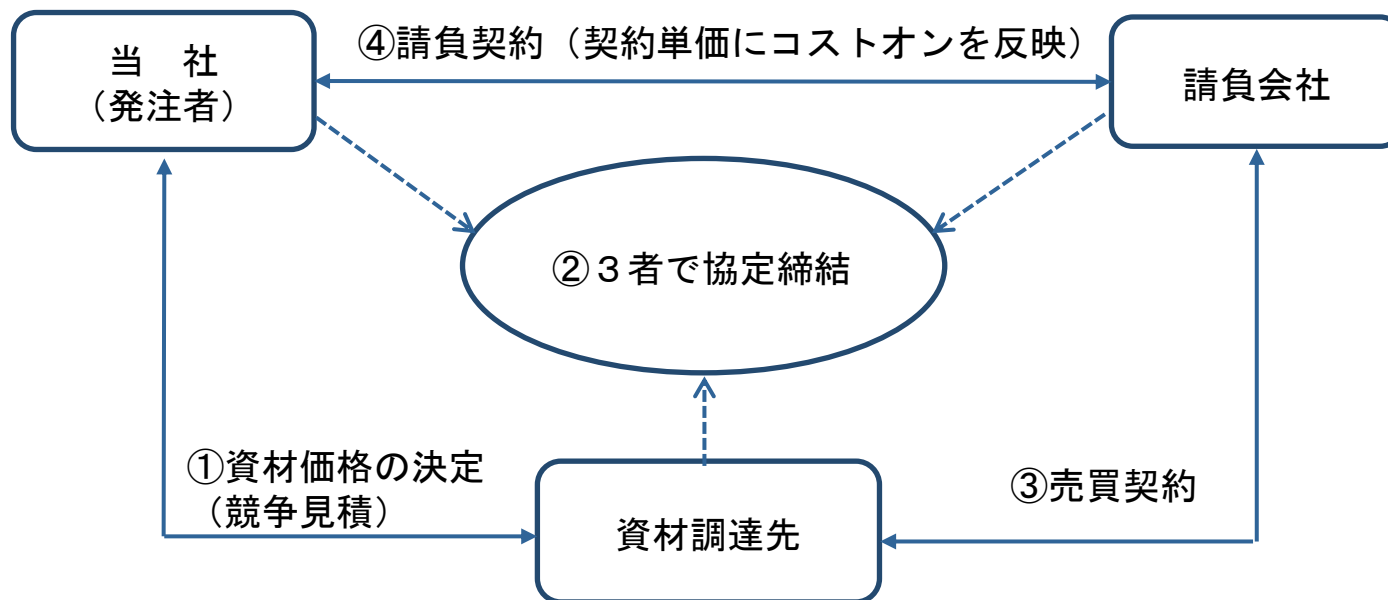 ④請負契約（契約単価にコストオンを反映）
当　社
（発注者）
請負会社
②３者で協定締結
①資材価格の決定
（競争見積）
③売買契約
資材調達先